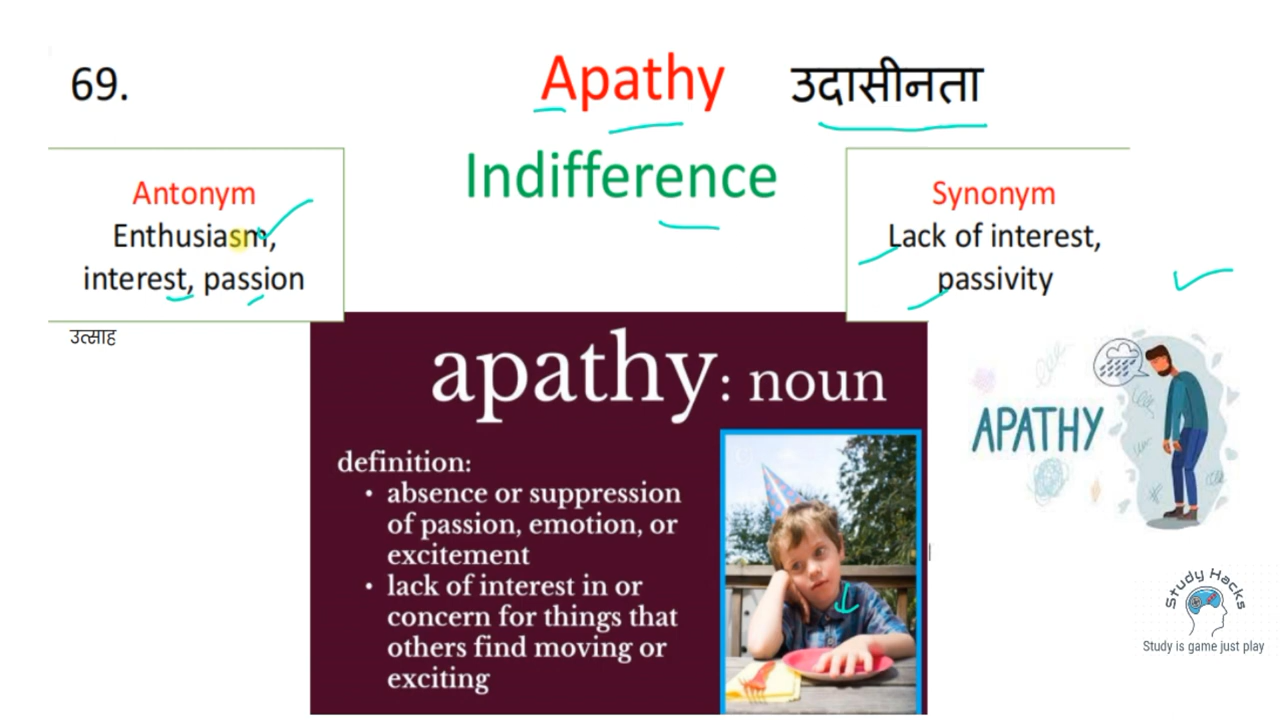 69.
Apathy उदासीनता
Indifference
Antonym
Enthusiasm,
interest, passion
उत्साह
Synonym
Lack of interest,
passivity
apathy: noun
definition:
• absence or suppression
of passion, emotion, or
excitement
• lack of interest in or
concern for things that
others find moving or
exciting
APATHY
Study Hacks
Study is game just play